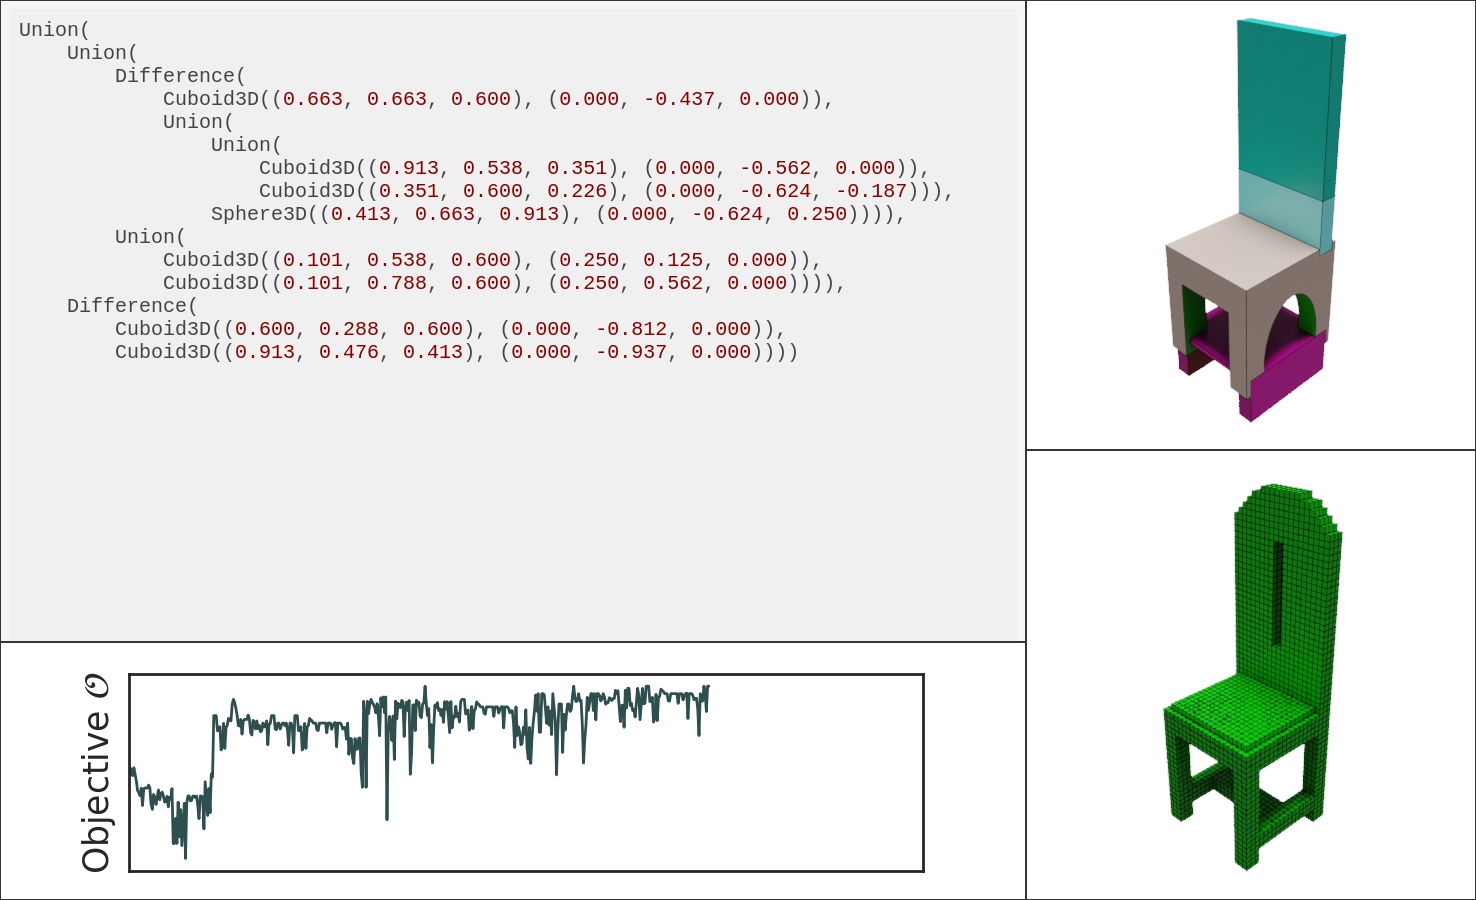 Union(
    Union(
        Difference(
            Cuboid3D((0.663, 0.663, 0.600), (0.000, -0.437, 0.000)),
            Union(
                Union(
                    Cuboid3D((0.913, 0.538, 0.351), (0.000, -0.562, 0.000)),
                    Cuboid3D((0.351, 0.600, 0.226), (0.000, -0.624, -0.187))),
                Sphere3D((0.413, 0.663, 0.913), (0.000, -0.624, 0.250)))),
        Union(
            Cuboid3D((0.101, 0.538, 0.600), (0.250, 0.125, 0.000)),
            Cuboid3D((0.101, 0.788, 0.600), (0.250, 0.562, 0.000)))),
    Difference(
        Cuboid3D((0.600, 0.288, 0.600), (0.000, -0.812, 0.000)),
        Cuboid3D((0.913, 0.476, 0.413), (0.000, -0.937, 0.000))))
Objective 𝒪